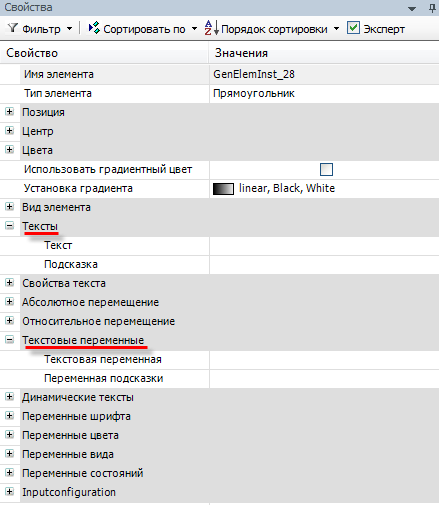 Свойства
Фильтр Сортировать по Порядок сортировки Эксперт
Свойство Значения
Имя элемента GenElemInst_28
Тип элемента Прямоугольник
Позиция
Центр
Цвета
Использовать градиентный цвет
Установка градиента linear, Black, White
Вид элемента
Тексты
Текст
Подсказка
Свойства текста
Абсолютное перемещение
Относительное перемещение
Текстовые переменные
Текстовая переменная
Переменная подсказки
Динамические тексты
Переменные шрифта
Переменные цвета
Переменные вида
Переменные состояний
Inputconfiguration